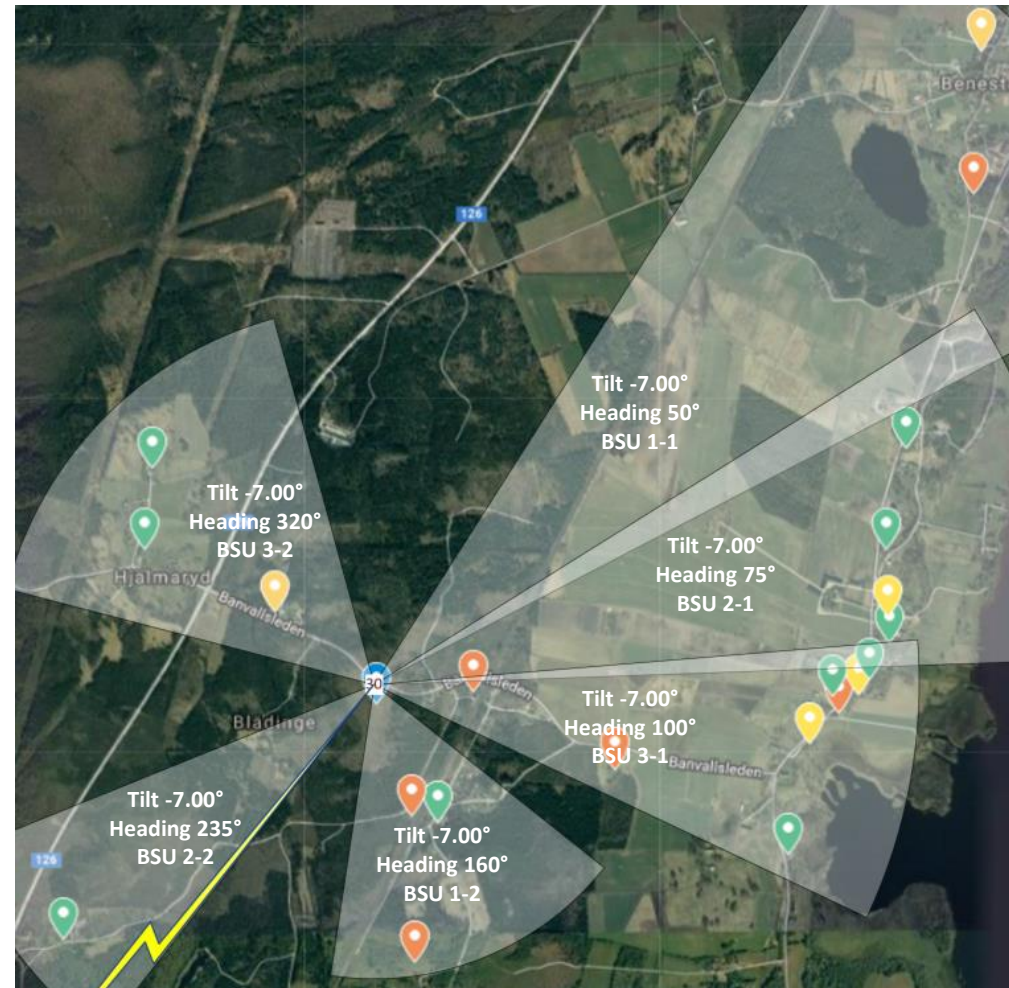 Benest
126
Tilt -7.00°
Heading 50°
BSU 1-1
Tilt -7.00°
Heading 320°
BSU 3-2
Hjälmaryd
Banvallsleden
Tilt -7.00°
Heading 75°
BSU 2-1
30
Tilt -7.00°
Heading 100°
BSU 3-1
Banvallsleden
Blädinge
Tilt -7.00°
Heading 235°
BSU 2-2
126
Tilt -7.00°
Heading 160°
BSU 1-2